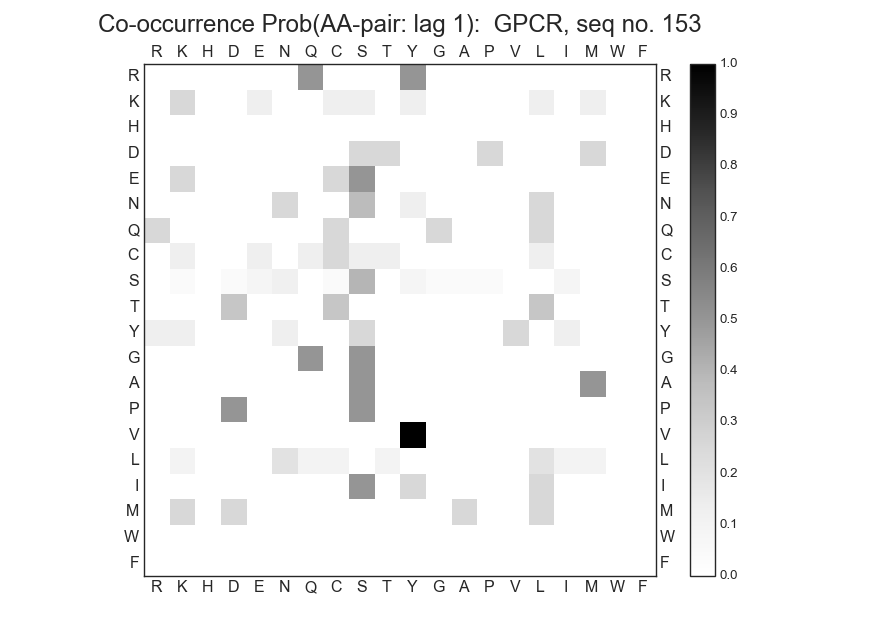 Co-occurrence Prob(AA-pair: lag 1):  GPCR, seq no. 153
R K H D E N Q C S T Y G A P V L I M W F
R R 1.0
K K 0.9
H H
D D 0.8
E E
N N 0.7
Q Q 0.6
C C
S S 0.5
T T
Y Y 0.4
G G
A A
P P 0.3
V V
L L 0.2
I I
M M 0.1
W W
F F 0.0
R K H D E N Q C S T Y G A P V L I M W F